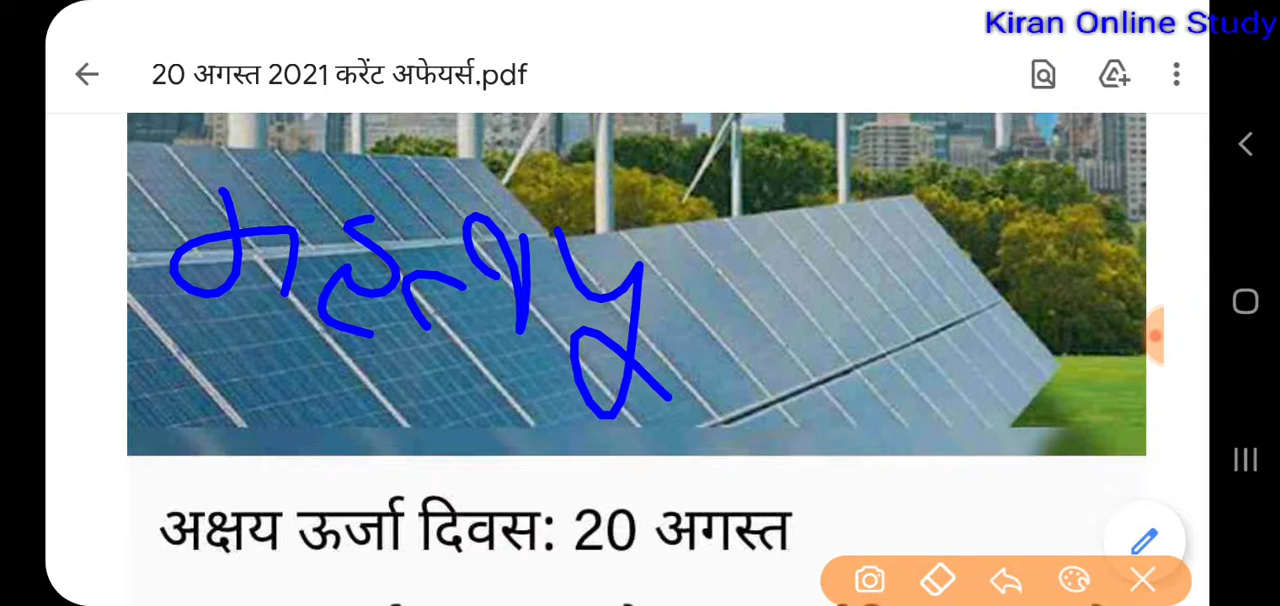 Kiran Online Study
20 अगस्त 2021 करेंट अफेयर्स.pdf
अक्षय ऊर्जा दिवस: 20 अगस्त